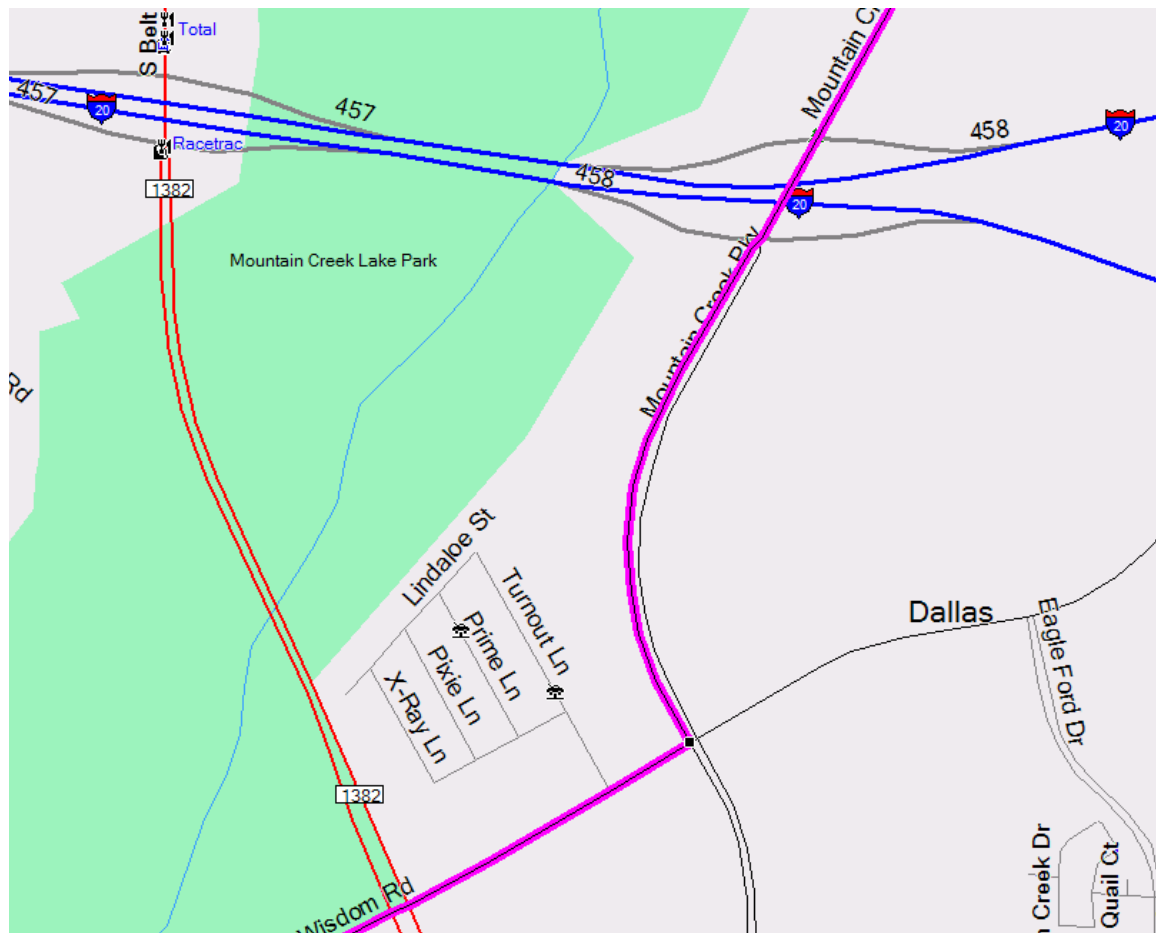 S Belt
Total
Mountain Cr
457
20
457
Racetrac
458
20
458
20
1382
Mountain Creek Lake Park
Mountain Creek PW
Rd
Lindaloe St
Turnout Ln
Prime Ln
Pixie Ln
X-Ray Ln
Dallas
Eagle Ford Dr
1382
Wisdom Rd
Creek Dr
Quail Ct